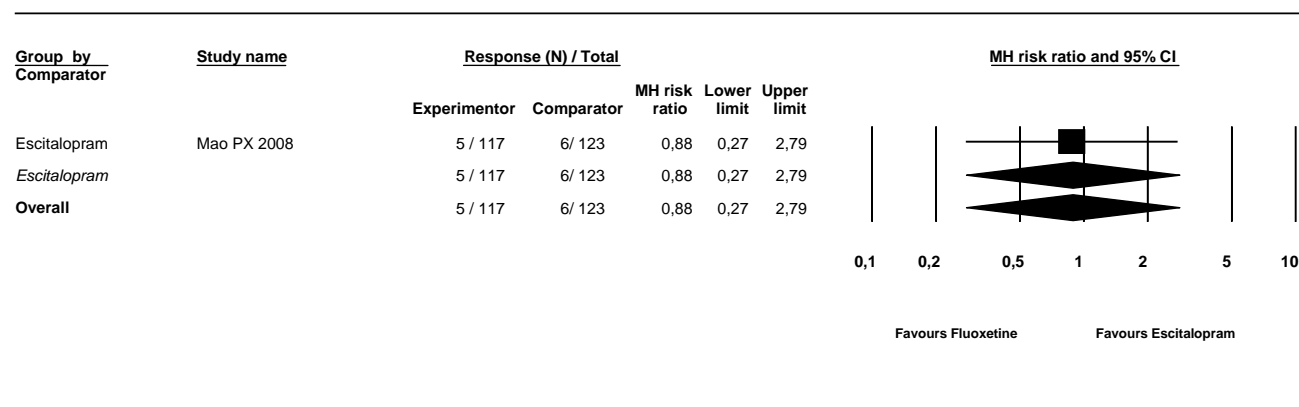 Group by Study name Response (N) / Total MH risk ratio and 95% CI
Comparator
MH risk Lower Upper
Experimentor Comparator ratio limit limit
Escitalopram Mao PX 2008 5 / 117 6/ 123 0,88 0,27 2,79
Escitalopram 5 / 117 6/ 123 0,88 0,27 2,79
Overall 5 / 117 6/ 123 0,88 0,27 2,79
0,1 0,2 0,5 1 2 5 10
Favours Fluoxetine Favours Escitalopram